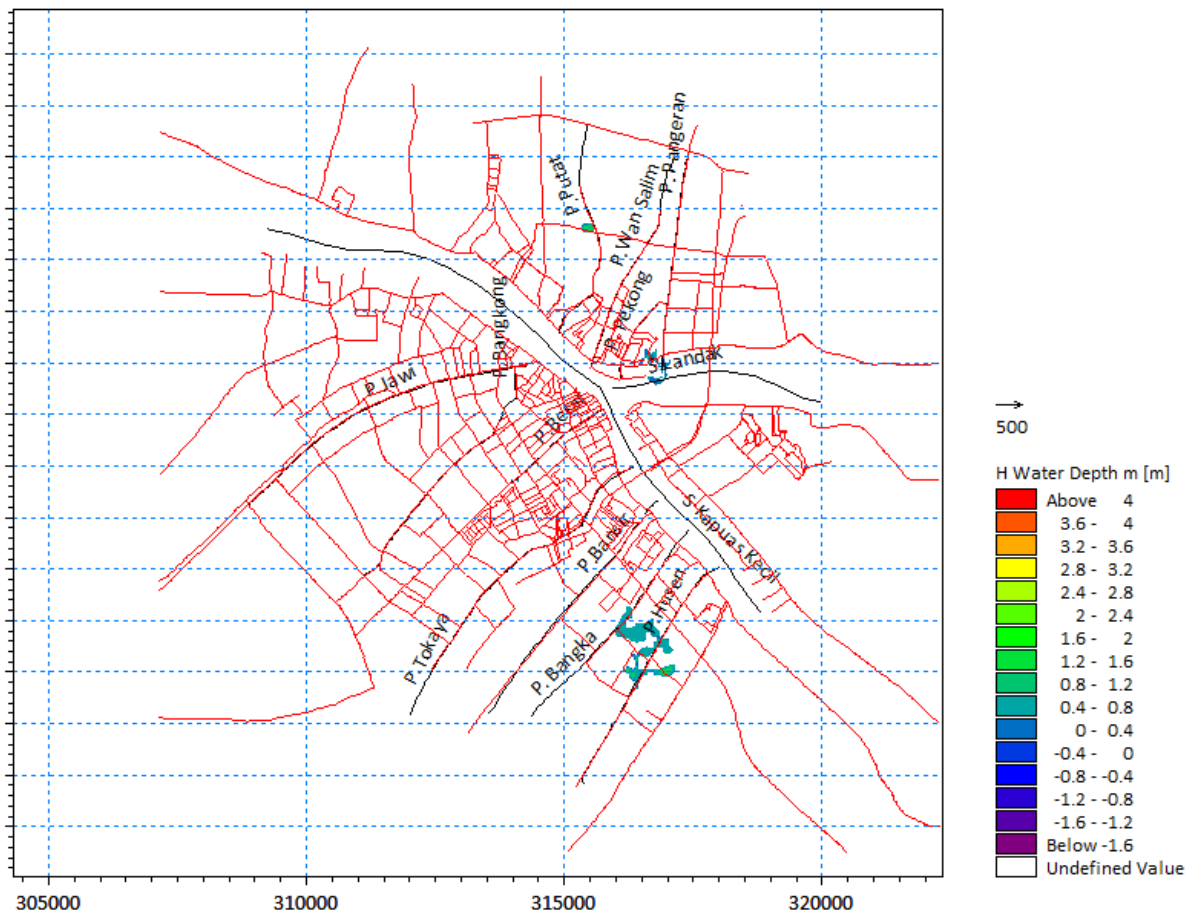 P. Pangeran
P. Putat
P. Wan Salim
P. Pekong
P. Bangkong
S. Landak
P. Jawi
P. Besar
P. Bansir
S. Kapuas Kecil
P. Husen
P. Tokaya
P. Bangka
500
H Water Depth m [m]
Above 4
3.6 - 4
3.2 - 3.6
2.8 - 3.2
2.4 - 2.8
2 - 2.4
1.6 - 2
1.2 - 1.6
0.8 - 1.2
0.4 - 0.8
0 - 0.4
-0.4 - 0
-0.8 - -0.4
-1.2 - -0.8
-1.6 - -1.2
Below -1.6
Undefined Value
305000 310000 315000 320000